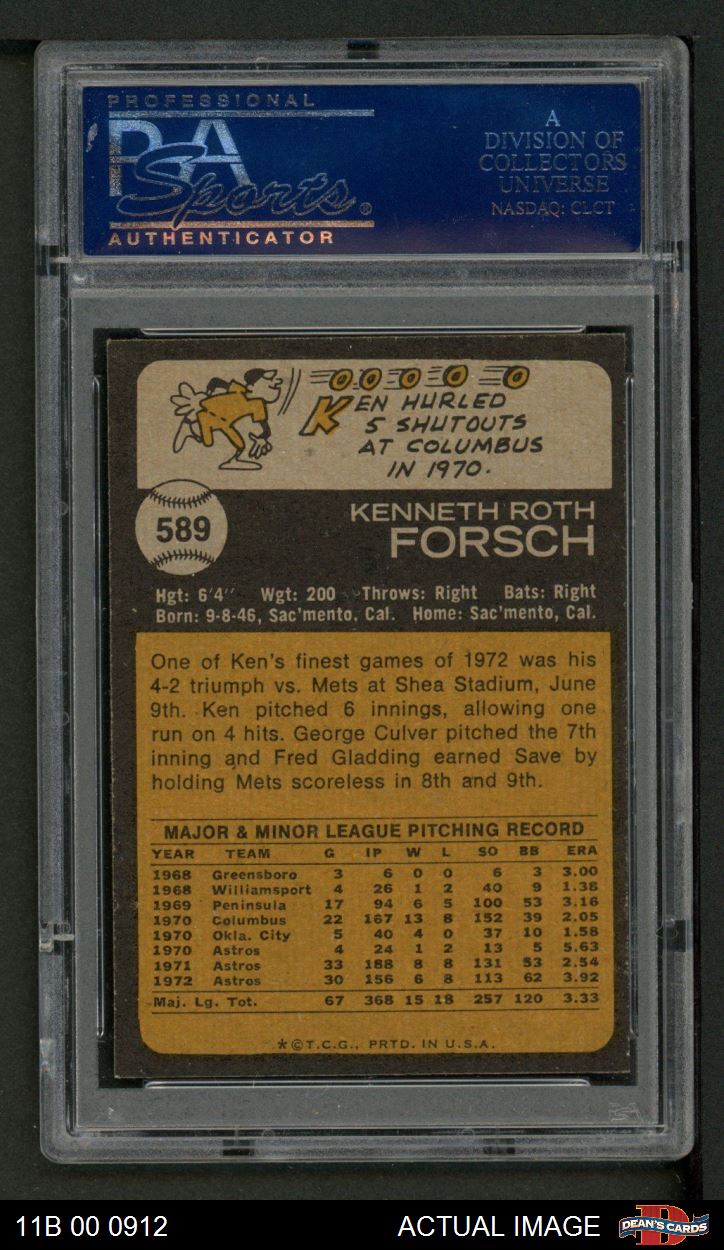 PROFESSIONAL
PSA
Sports®
AUTHENTICATOR
A
DIVISION OF
COLLECTORS
UNIVERSE
NASDAQ: CLCT
KEN HURLED
5 SHUTOUTS
AT COLUMBUS
IN 1970.
589
KENNETH ROTH
FORSCH
Hgt: 6'4" Wgt: 200 Throws: Right Bats: Right
Born: 9-8-46, Sac'mento, Cal. Home: Sac'mento, Cal.
One of Ken's finest games of 1972 was his
4-2 triumph vs. Mets at Shea Stadium, June
9th. Ken pitched 6 innings, allowing one
run on 4 hits. George Culver pitched the 7th
inning and Fred Gladding earned Save by
holding Mets scoreless in 8th and 9th.
MAJOR & MINOR LEAGUE PITCHING RECORD
YEAR TEAM G IP W L SO BB ERA
1968 Greensboro 3 6 0 0 6 3 3.00
1968 Williamsport 4 26 1 2 40 9 1.38
1969 Peninsula 17 94 6 5 100 53 3.16
1970 Columbus 22 167 13 8 152 39 2.05
1970 Okla. City 5 40 4 0 37 10 1.58
1970 Astros 4 24 1 2 13 5 5.63
1971 Astros 33 188 8 8 131 53 2.54
1972 Astros 30 156 6 8 113 62 3.92
Maj. Lg. Tot. 67 368 15 18 257 120 3.33
*©T.C.G., PRTD. IN U.S.A.
11B 00 0912 ACTUAL IMAGE
DEAN'S CARDS